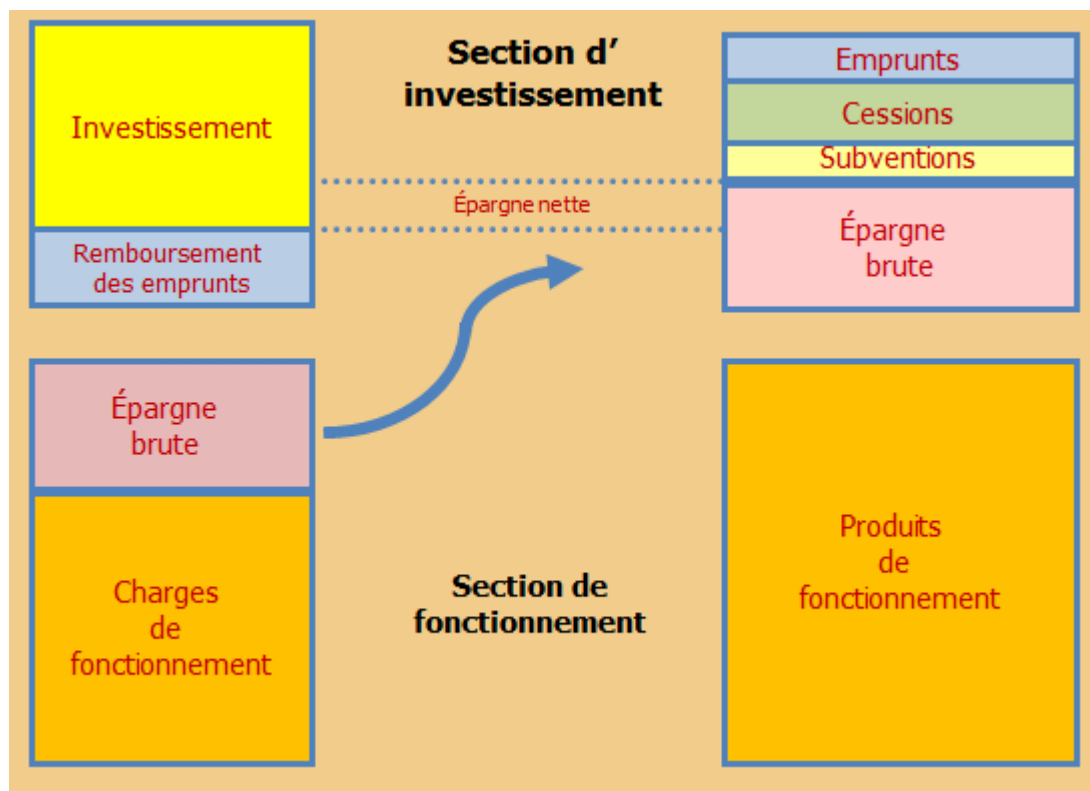 Section d'
investissement
Investissement
Remboursement
des emprunts
Épargne nette
Emprunts
Cessions
Subventions
Épargne
brute
Épargne
brute
Charges
de
fonctionnement
Section de
fonctionnement
Produits
de
fonctionnement